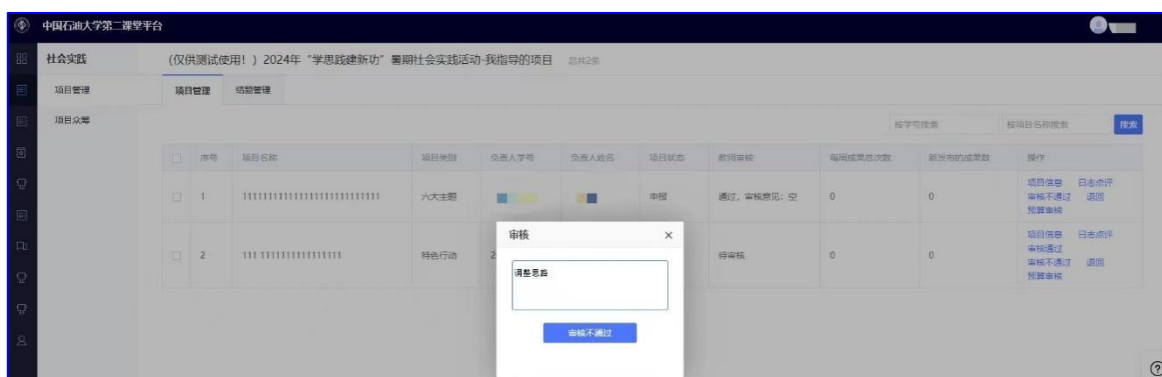 中国石油大学第二课堂平台
社会实践
(仅供测试使用！) 2024年“学思践建新功”暑期社会实践活动-我指导的项目 总共2条
项目管理
项目管理 结题管理
项目众筹
按学号搜索 按项目名称搜索 搜索
序号 项目名称 项目类别 负责人学号 负责人姓名 项目状态 教师审核 每周成果总次数 新发布的成果数 操作
1 1111111111111111111111111111 六大主题 申报 通过，审核意见：空 0 0
项目信息 日志点评
审核不通过 退回
预算审核
2 111 1111111111111111 特色行动 2 待审核 0 0
项目信息 日志点评
审核通过
审核不通过 退回
预算审核
审核
调整思路
审核不通过